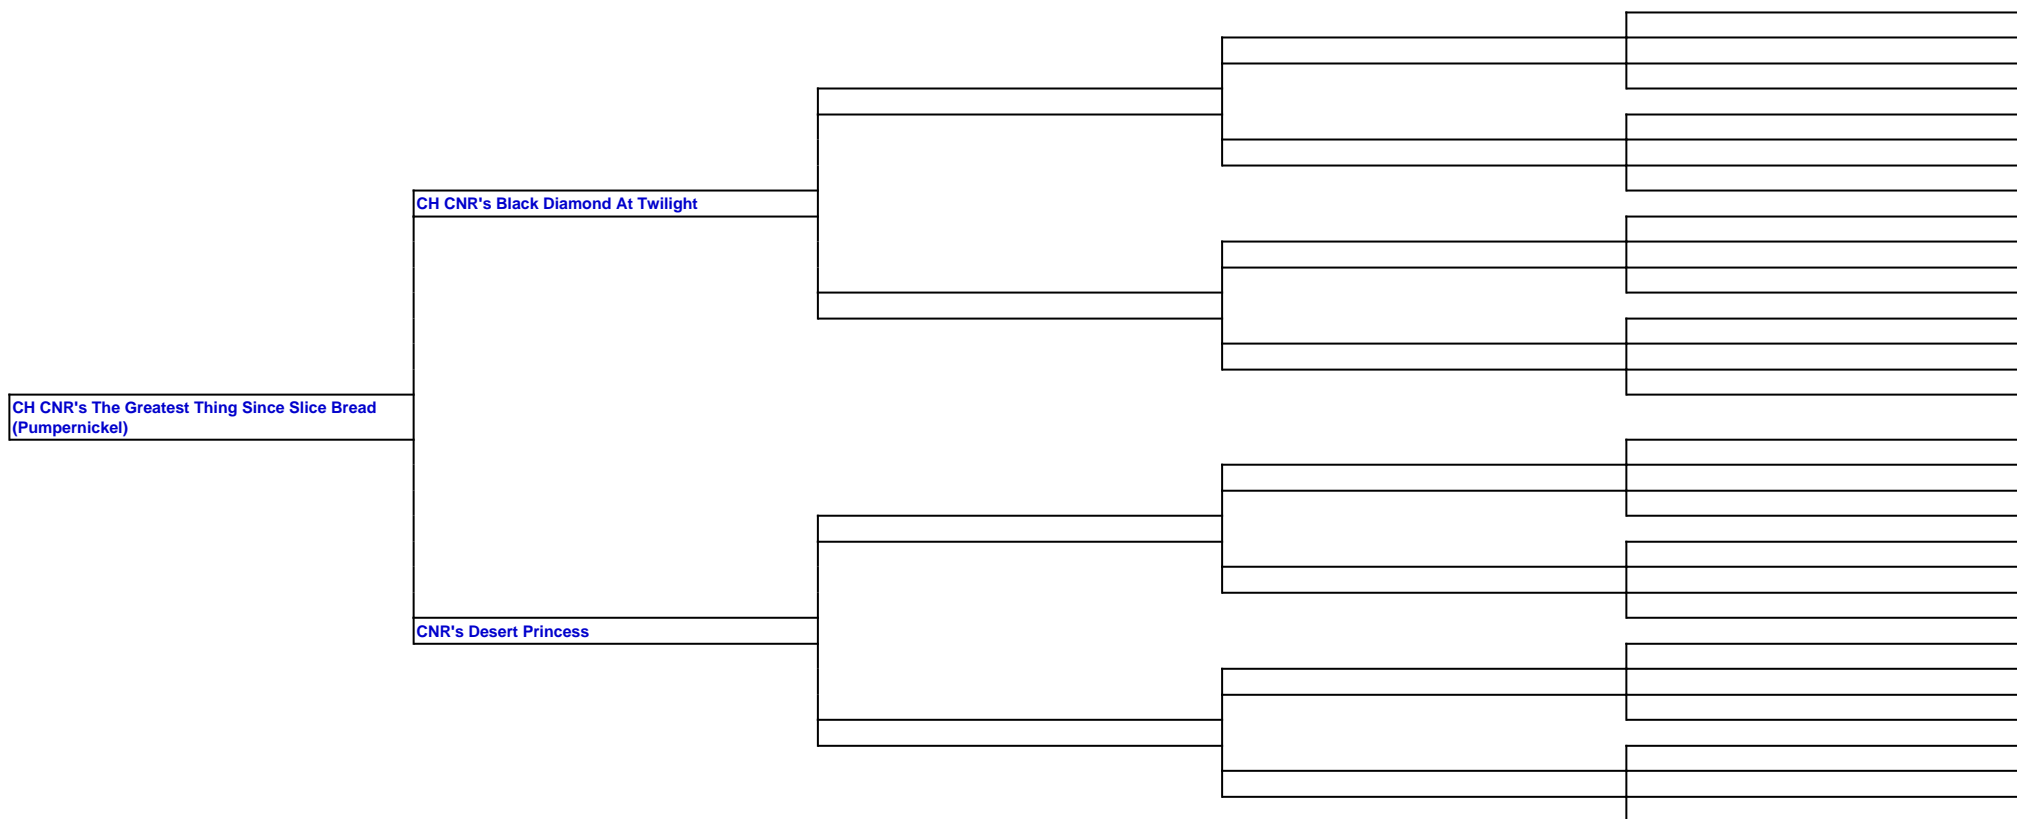 CH CNR's Black Diamond At Twilight
CH CNR's The Greatest Thing Since Slice Bread
(Pumpernickel)
CNR's Desert Princess